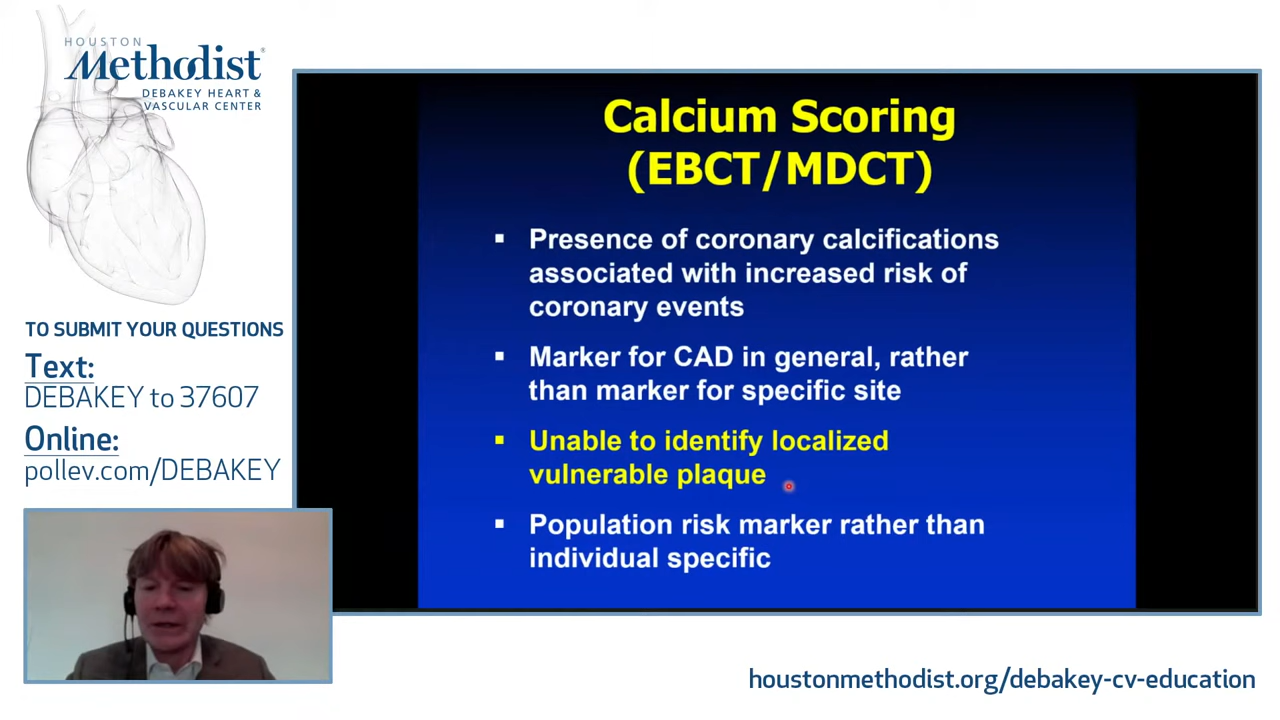 HOUSTON
Methodist®
DEBAKEY HEART &
VASCULAR CENTER
TO SUBMIT YOUR QUESTIONS
Text:
DEBAKEY to 37607
Online:
pollev.com/DEBAKEY
Calcium Scoring
(EBCT/MDCT)
▪ Presence of coronary calcifications
associated with increased risk of
coronary events
▪ Marker for CAD in general, rather
than marker for specific site
▪ Unable to identify localized
vulnerable plaque
▪ Population risk marker rather than
individual specific
houstonmethodist.org/debakey-cv-education